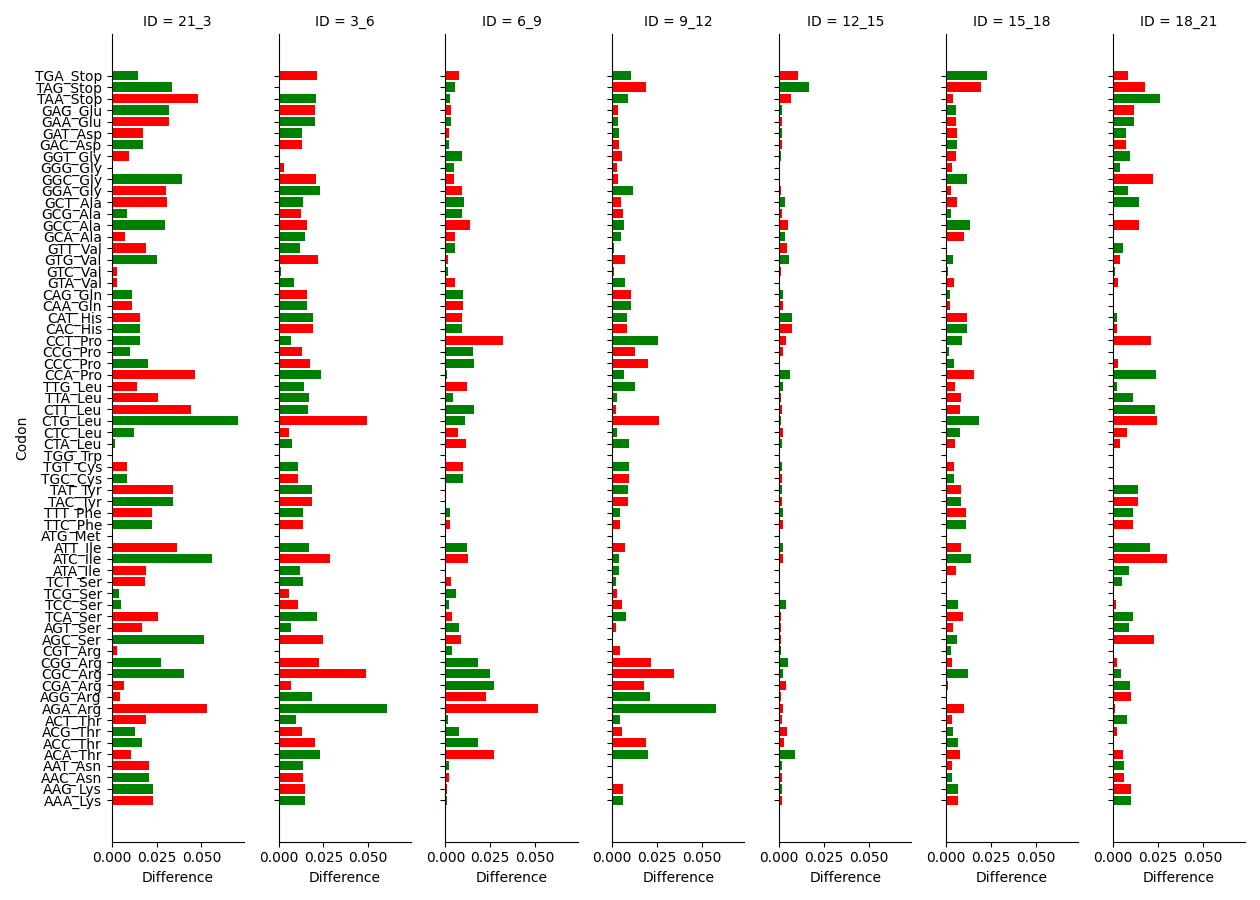 ID = 21_3 ID = 3_6 ID = 6_9 ID = 9_12 ID = 12_15 ID = 15_18 ID = 18_21
TGA_Stop
TAG_Stop
TAA_Stop
GAG_Glu
GAA_Glu
GAT_Asp
GAC_Asp
GGT_Gly
GGG_Gly
GGC_Gly
GGA_Gly
GCT_Ala
GCG_Ala
GCC_Ala
GCA_Ala
GTT_Val
GTG_Val
GTC_Val
GTA_Val
CAG_Gln
CAA_Gln
CAT_His
CAC_His
CCT_Pro
CCG_Pro
CCC_Pro
CCA_Pro
TTG_Leu
TTA_Leu
CTT_Leu
CTG_Leu
CTC_Leu
CTA_Leu
TGG_Trp
TGT_Cys
TGC_Cys
TAT_Tyr
TAC_Tyr
TTT_Phe
TTC_Phe
ATG_Met
ATT_Ile
ATC_Ile
ATA_Ile
TCT_Ser
TCG_Ser
TCC_Ser
TCA_Ser
AGT_Ser
AGC_Ser
CGT_Arg
CGG_Arg
CGC_Arg
CGA_Arg
AGG_Arg
AGA_Arg
ACT_Thr
ACG_Thr
ACC_Thr
ACA_Thr
AAT_Asn
AAC_Asn
AAG_Lys
AAA_Lys
Codon
0.000 0.025 0.050 0.000 0.025 0.050 0.000 0.025 0.050 0.000 0.025 0.050 0.000 0.025 0.050 0.000 0.025 0.050 0.000 0.025 0.050
Difference Difference Difference Difference Difference Difference Difference